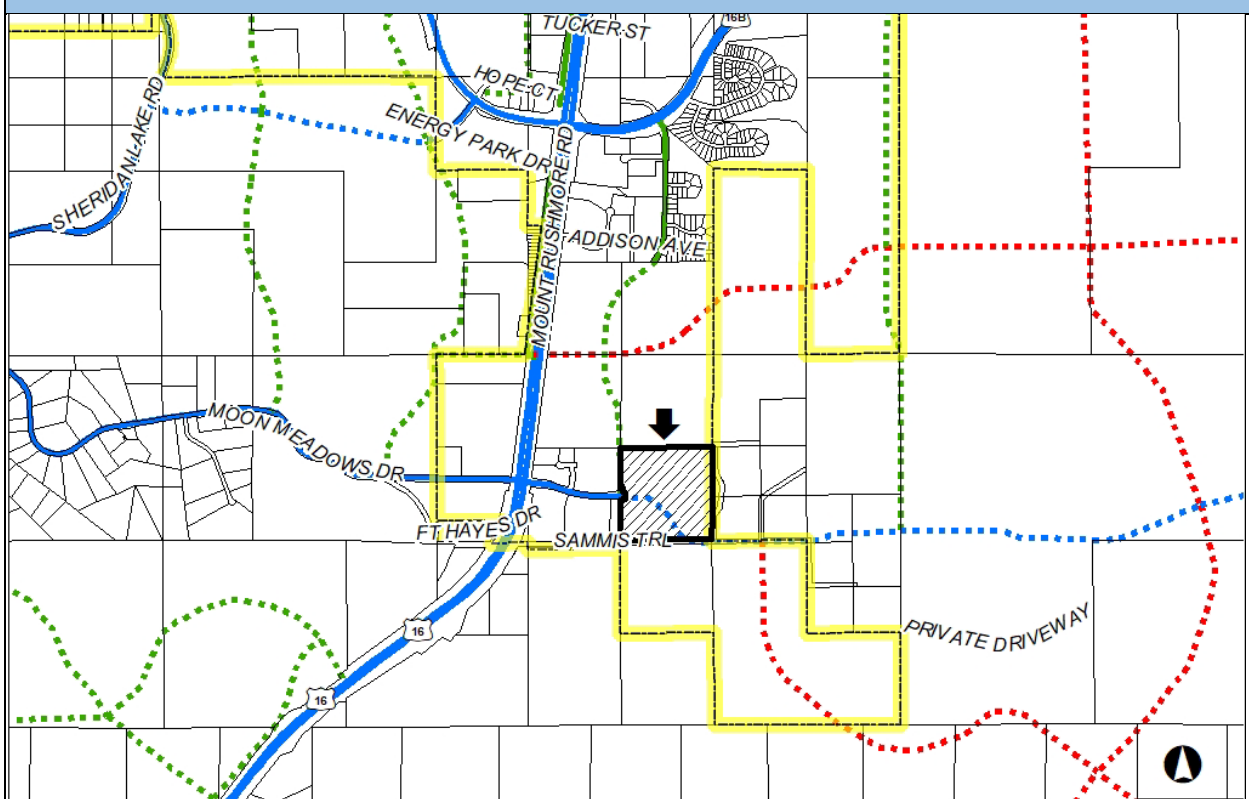 TUCKER ST
16B
HOPE CT
ENERGY PARK DR
SHERIDAN LAKE RD
MOUNT RUSHMORE RD
ADDISON AVE
MOON MEADOWS DR
FT HAYES DR
SAMMIS TRL
PRIVATE DRIVEWAY
16
16